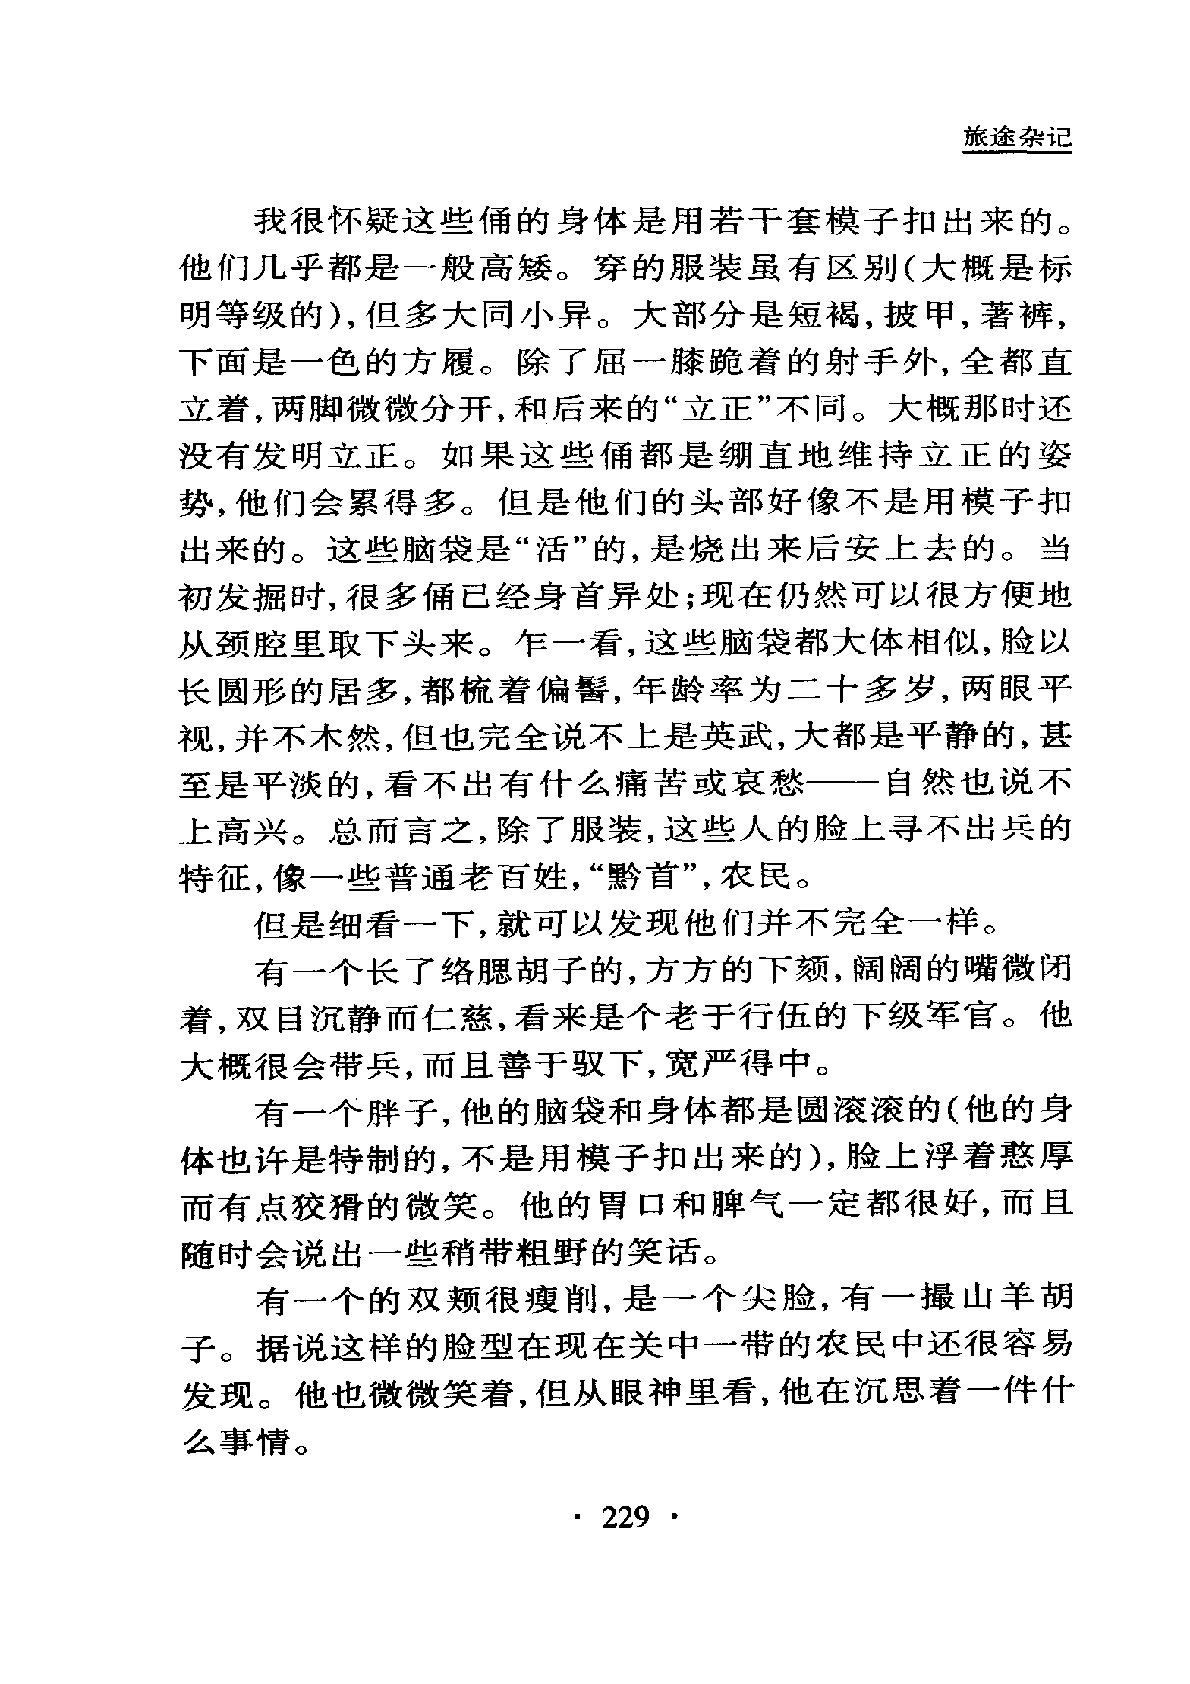 旅途杂记
我很怀疑这些俑的身体是用若干套模子扣出来的。
他们几乎都是一般高矮。穿的服装虽有区别(大概是标
明等级的),但多大同小异。大部分是短褐,披甲,著裤,
下面是一色的方履。除了屈一膝跪着的射手外,全都直
立着,两脚微微分开,和后来的“立正”不同。大概那时还
没有发明立正。如果这些俑都是绷直地维持立正的姿
势,他们会累得多。但是他们的头部好像不是用模子扣
出来的。这些脑袋是“活”的,是烧出来后安上去的。当
初发掘时,很多俑已经身首异处;现在仍然可以很方便地
从颈腔里取下头来。乍一看,这些脑袋都大体相似,脸以
长圆形的居多,都梳着偏髻,年龄率为二十多岁,两眼平
视,并不木然,但也完全说不上是英武,大都是平静的,甚
至是平淡的,看不出有什么痛苦或哀愁——自然也说不
上高兴。总而言之,除了服装,这些人的脸上寻不出兵的
特征,像一些普通老百姓,“黔首”,农民。
但是细看一下,就可以发现他们并不完全一样。
有一个长了络腮胡子的,方方的下颏,阔阔的嘴微闭
着,双目沉静而仁慈,看来是个老于行伍的下级军官。他
大概很会带兵,而且善于驭下,宽严得中。
有一个胖子,他的脑袋和身体都是圆滚滚的(他的身
体也许是特制的,不是用模子扣出来的),脸上浮着憨厚
而有点狡猾的微笑。他的胃口和脾气一定都很好,而且
随时会说出一些稍带粗野的笑话。
有一个的双颊很瘦削,是一个尖脸,有一撮山羊胡
子。据说这样的脸型在现在关中一带的农民中还很容易
发现。他也微微笑着,但从眼神里看,他在沉思着一件什
么事情。
· 229 ·